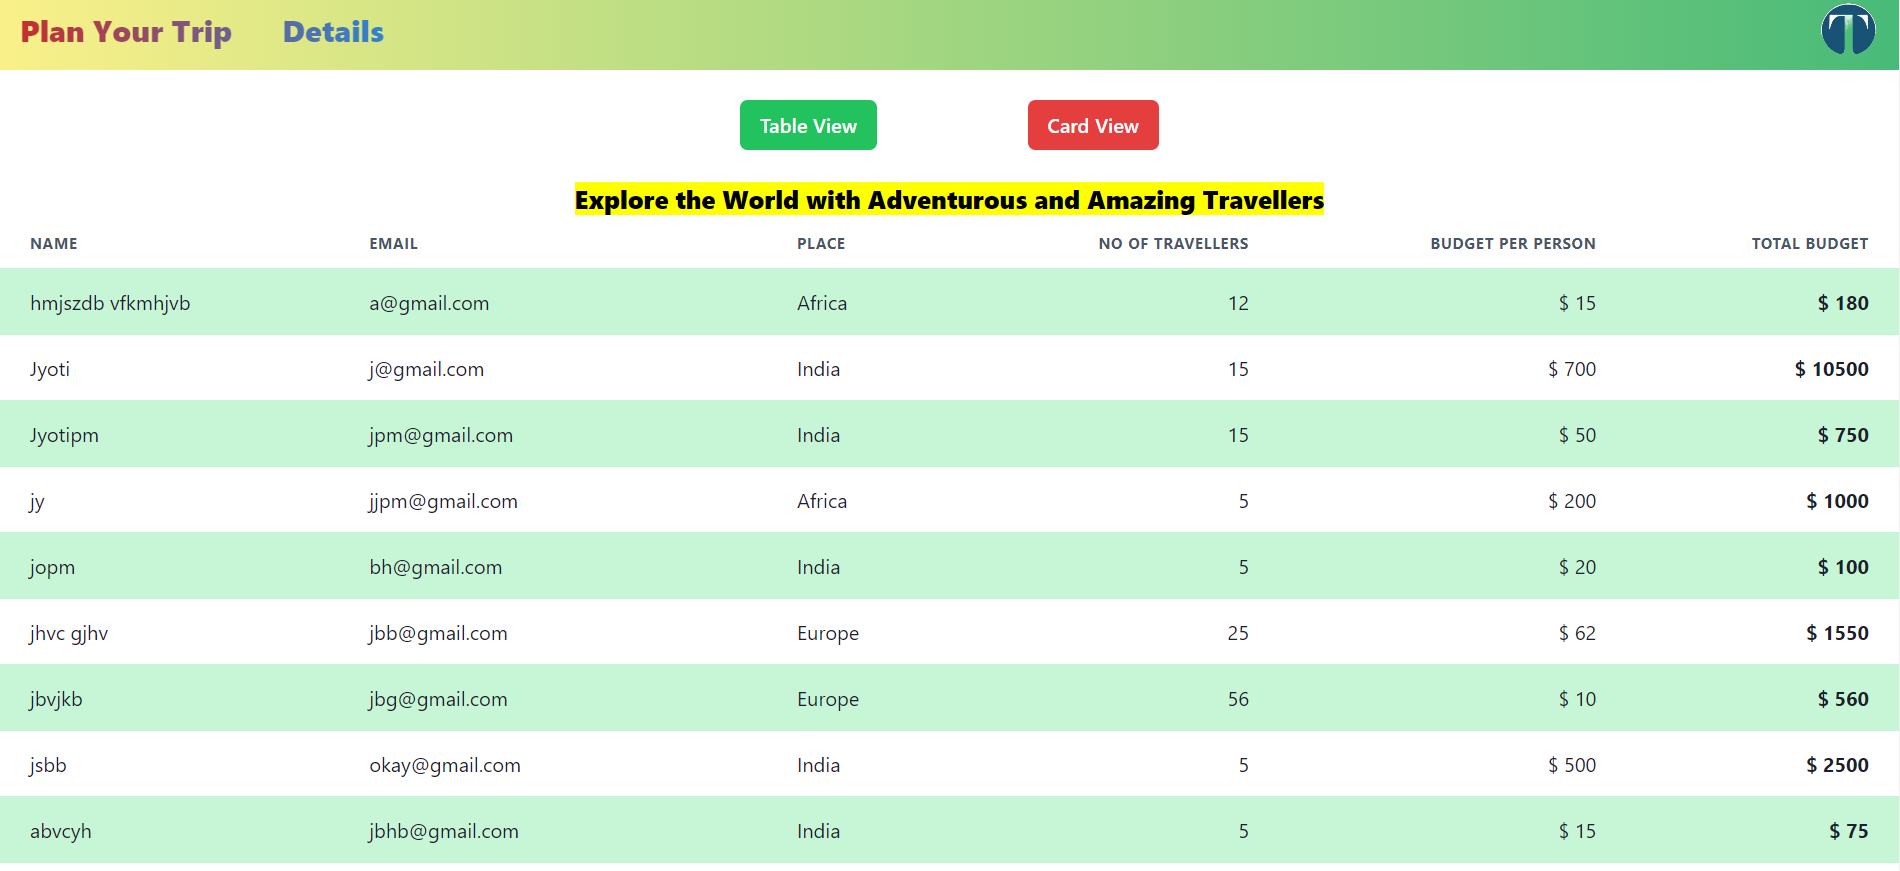 Plan Your Trip Details T
Table View Card View
Explore the World with Adventurous and Amazing Travellers
NAME EMAIL PLACE NO OF TRAVELLERS BUDGET PER PERSON TOTAL BUDGET
hmjszdb vfkmhjvb a@gmail.com Africa 12 $ 15 $ 180
Jyoti j@gmail.com India 15 $ 700 $ 10500
Jyotipm jpm@gmail.com India 15 $ 50 $ 750
jy jjpm@gmail.com Africa 5 $ 200 $ 1000
jopm bh@gmail.com India 5 $ 20 $ 100
jhvc gjhv jbb@gmail.com Europe 25 $ 62 $ 1550
jbvjkb jbg@gmail.com Europe 56 $ 10 $ 560
jsbb okay@gmail.com India 5 $ 500 $ 2500
abvcyh jbhb@gmail.com India 5 $ 15 $ 75